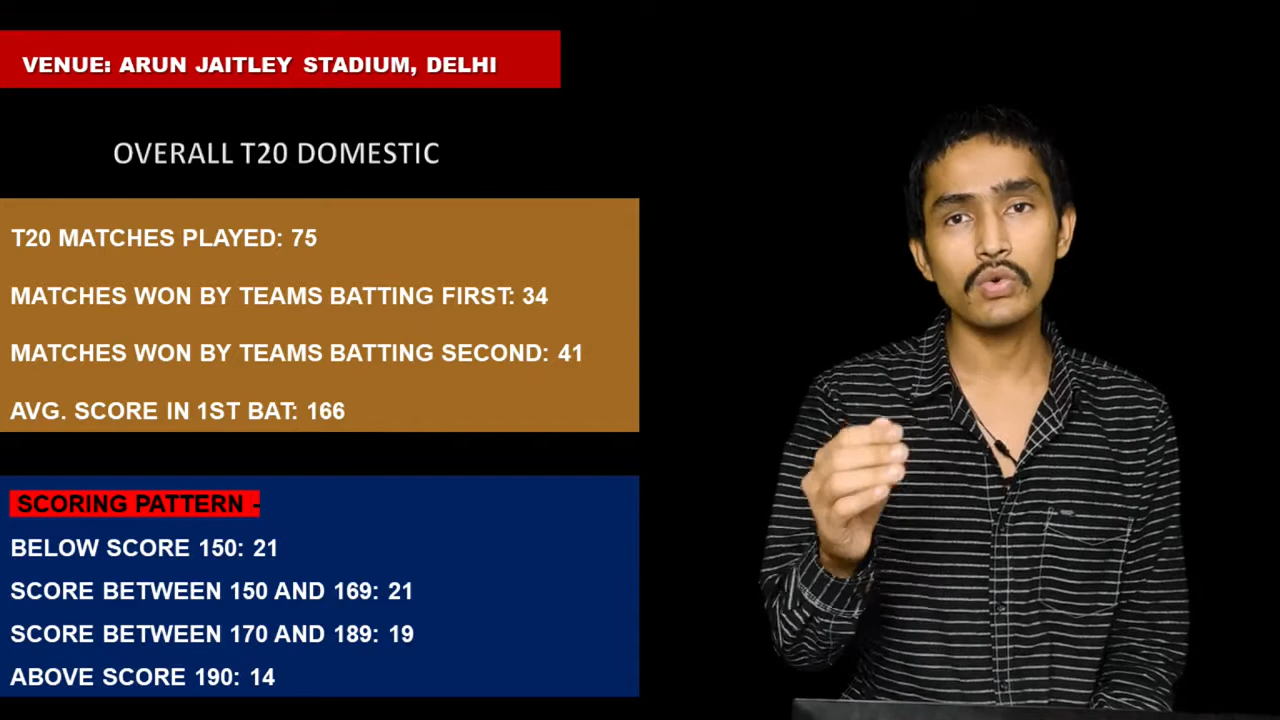 VENUE: ARUN JAITLEY STADIUM, DELHI
OVERALL T20 DOMESTIC
T20 MATCHES PLAYED: 75
MATCHES WON BY TEAMS BATTING FIRST: 34
MATCHES WON BY TEAMS BATTING SECOND: 41
AVG. SCORE IN 1ST BAT: 166
SCORING PATTERN -
BELOW SCORE 150: 21
SCORE BETWEEN 150 AND 169: 21
SCORE BETWEEN 170 AND 189: 19
ABOVE SCORE 190: 14